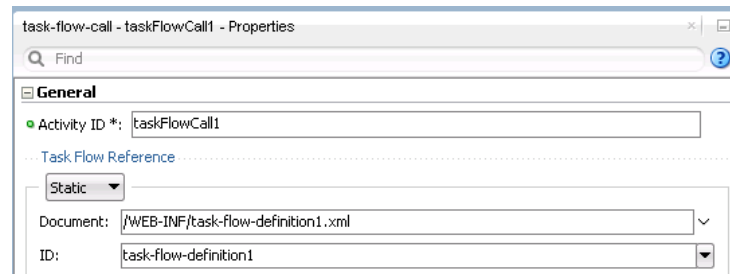 task-flow-call - taskFlowCall1 - Properties
Find
General
Activity ID *: taskFlowCall1
Task Flow Reference
Static
Document: /WEB-INF/task-flow-definition1.xml
ID: task-flow-definition1